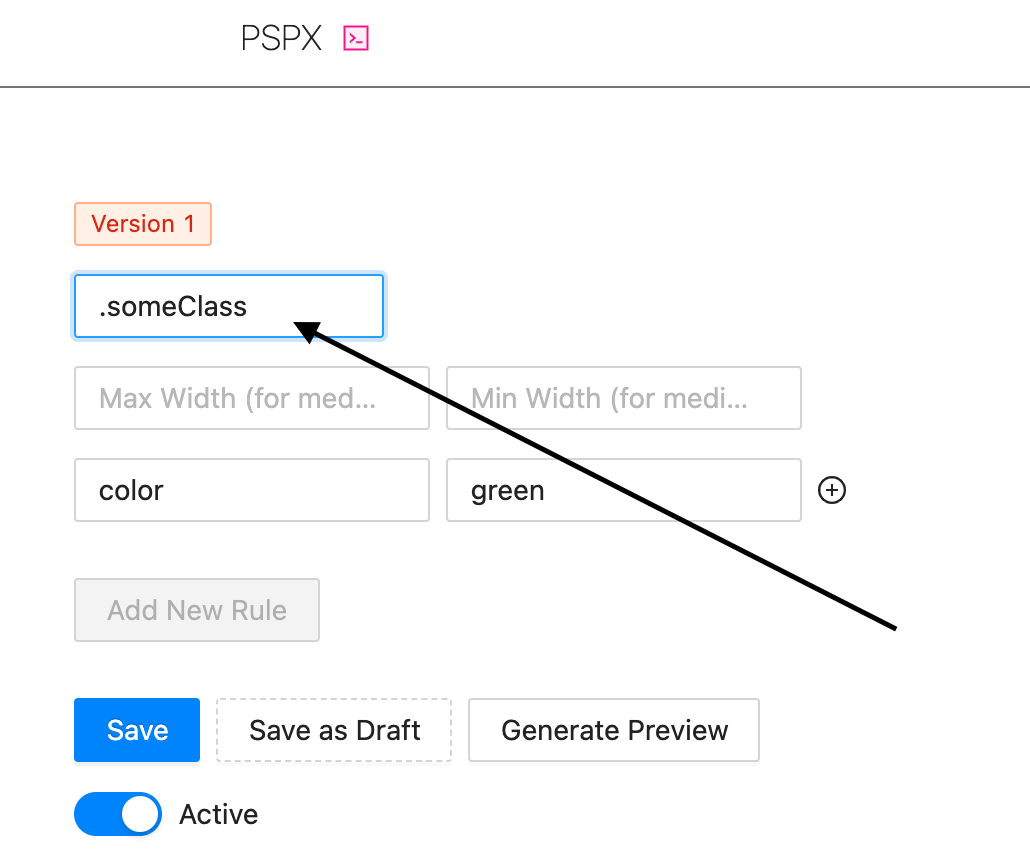 PSPX
Version 1
.someClass
Max Width (for med... Min Width (for medi...
color green
Add New Rule
Save Save as Draft Generate Preview
Active